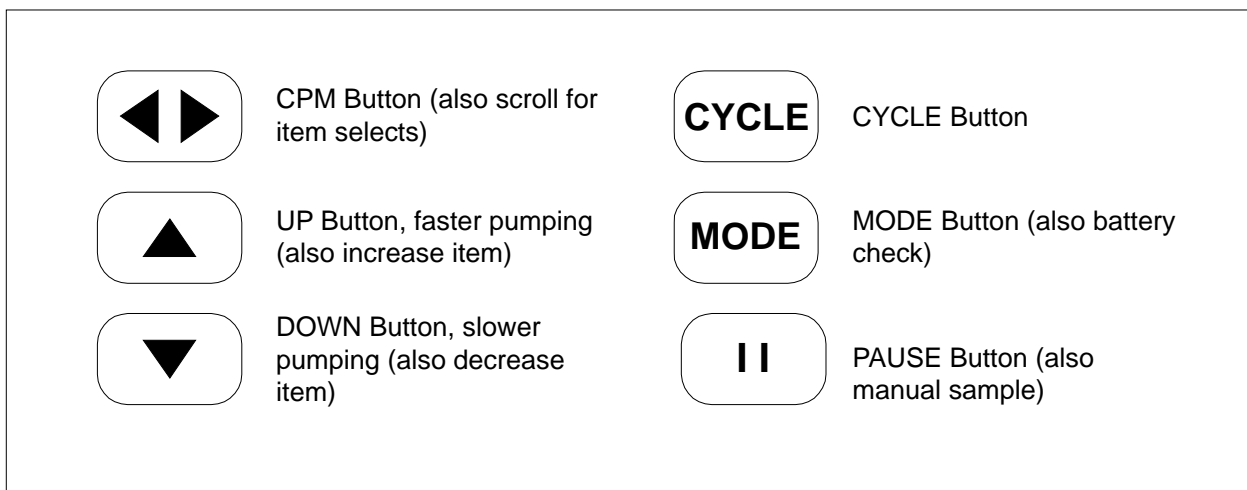 CPM Button (also scroll for
item selects)
UP Button, faster pumping
(also increase item)
DOWN Button, slower
pumping (also decrease
item)
CYCLE
CYCLE Button
MODE
MODE Button (also battery
check)
PAUSE Button (also
manual sample)